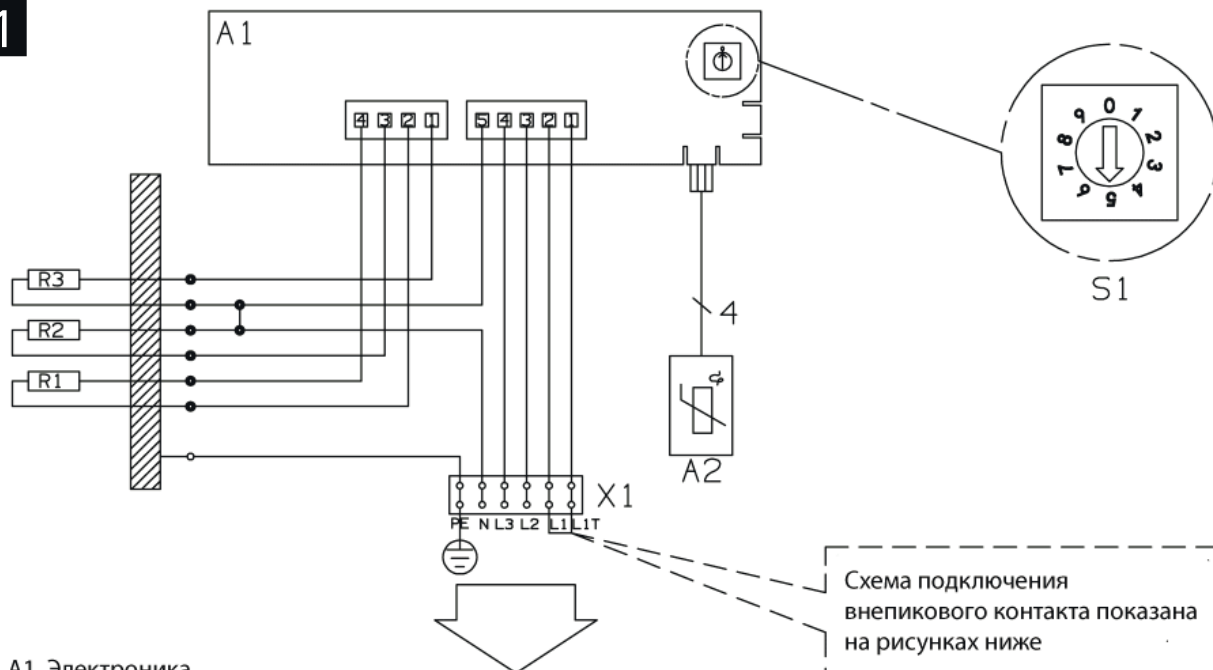 1
A1
4 3 2 1 5 4 3 2 1
0 1 2 3 4 5 6 7 8 9
S1
R3
R2
R1
4
A2
X1
PE N L3 L2 L1 L1T
Схема подключения
внепикового контакта показана
на рисунках ниже
A1 Электроника